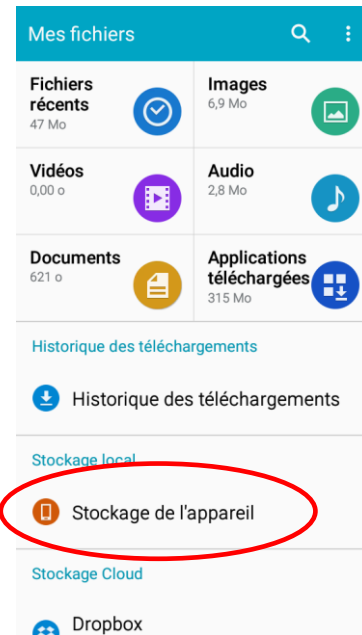 Mes fichiers
Fichiers
récents
47 Mo
Images
6,9 Mo
Vidéos
0,00 o
Audio
2,8 Mo
Documents
621 o
Applications
téléchargées
315 Mo
Historique des téléchargements
Historique des téléchargements
Stockage local
Stockage de l'appareil
Stockage Cloud
Dropbox